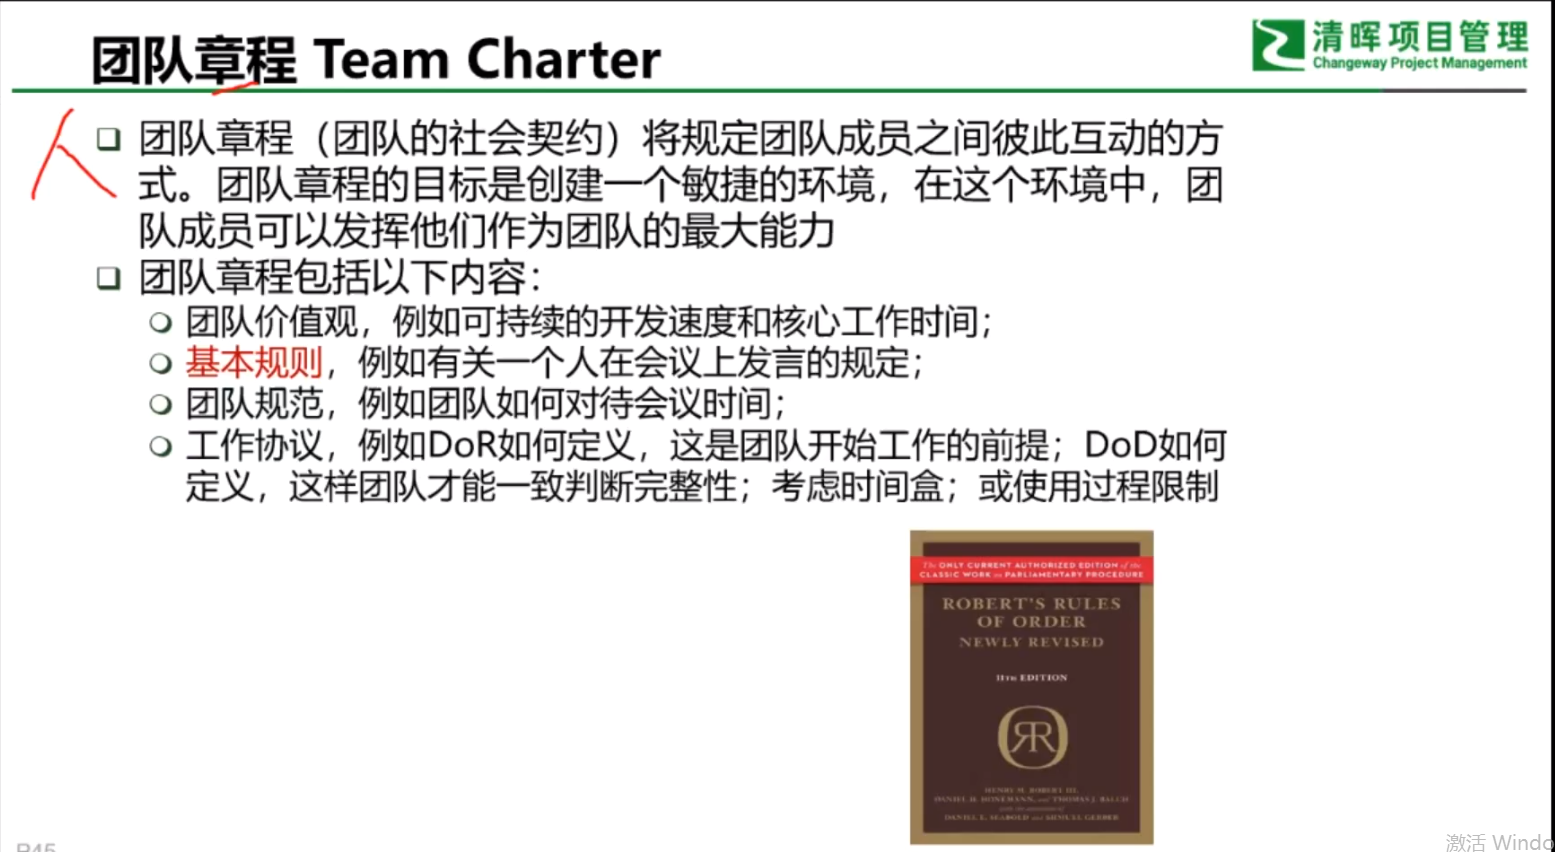 团队章程 Team Charter
清晖项目管理
Changeway Project Management
人
团队章程（团队的社会契约）将规定团队成员之间彼此互动的方
式。团队章程的目标是创建一个敏捷的环境，在这个环境中，团
队成员可以发挥他们作为团队的最大能力
团队章程包括以下内容：
团队价值观，例如可持续的开发速度和核心工作时间；
基本规则，例如有关一个人在会议上发言的规定；
团队规范，例如团队如何对待会议时间；
工作协议，例如DoR如何定义，这是团队开始工作的前提；DoD如何
定义，这样团队才能一致判断完整性；考虑时间盒；或使用过程限制
The ONLY CURRENT AUTHORIZED EDITION of the
CLASSIC WORK on PARLIAMENTARY PROCEDURE
ROBERT'S RULES
OF ORDER
NEWLY REVISED
11TH EDITION
HENRY M. ROBERT III,
DANIEL H. HONEMANN, and THOMAS J. BALCH
DANIEL E. SEABOLD and SHMUEL GERBER
P45
激活 Windo